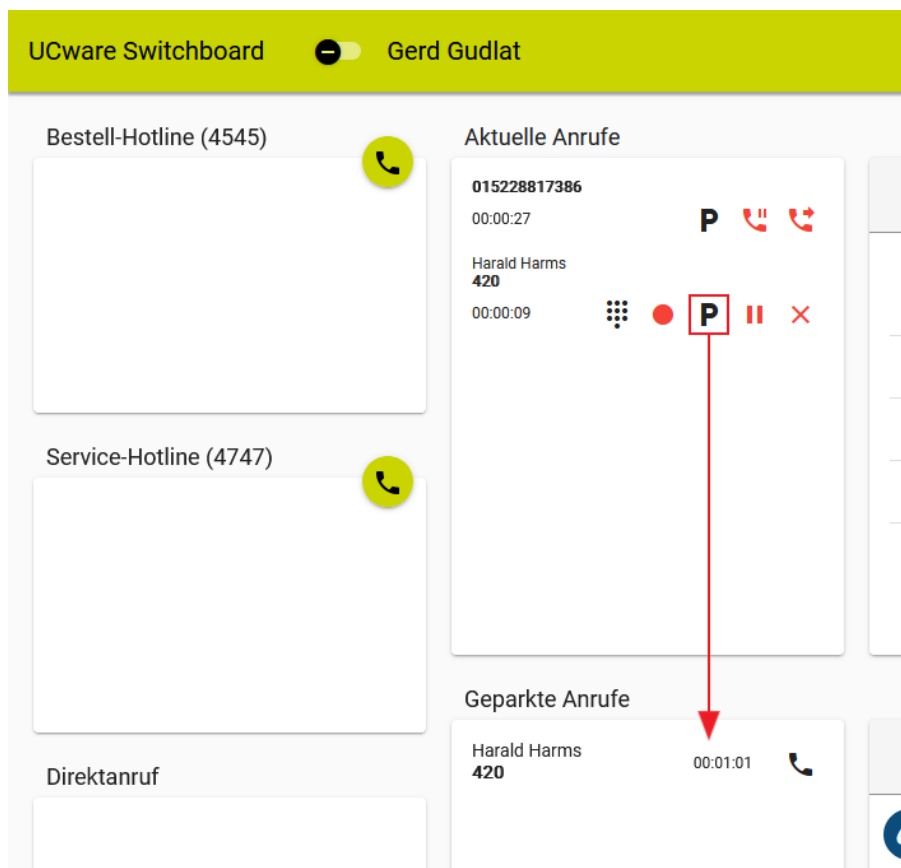 UCware Switchboard
Gerd Gudlat
Bestell-Hotline (4545)
Aktuelle Anrufe
015228817386
00:00:27
P
Harald Harms
420
00:00:09
P
Service-Hotline (4747)
Geparkte Anrufe
Harald Harms
420
00:01:01
Direktanruf